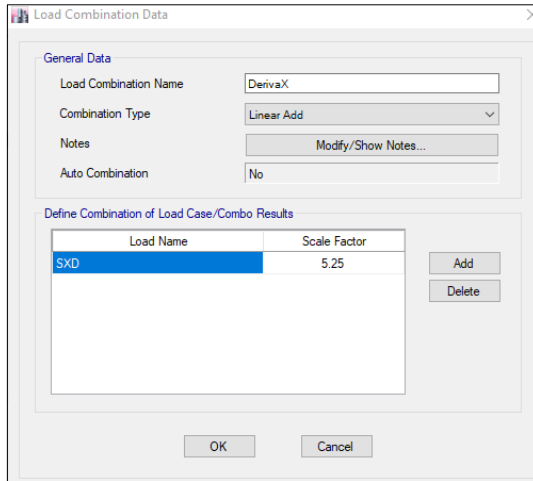 Load Combination Data
General Data
Load Combination Name DerivaX
Combination Type Linear Add
Notes Modify/Show Notes...
Auto Combination No
Define Combination of Load Case/Combo Results
Load Name Scale Factor
SXD 5.25
Add
Delete
OK Cancel